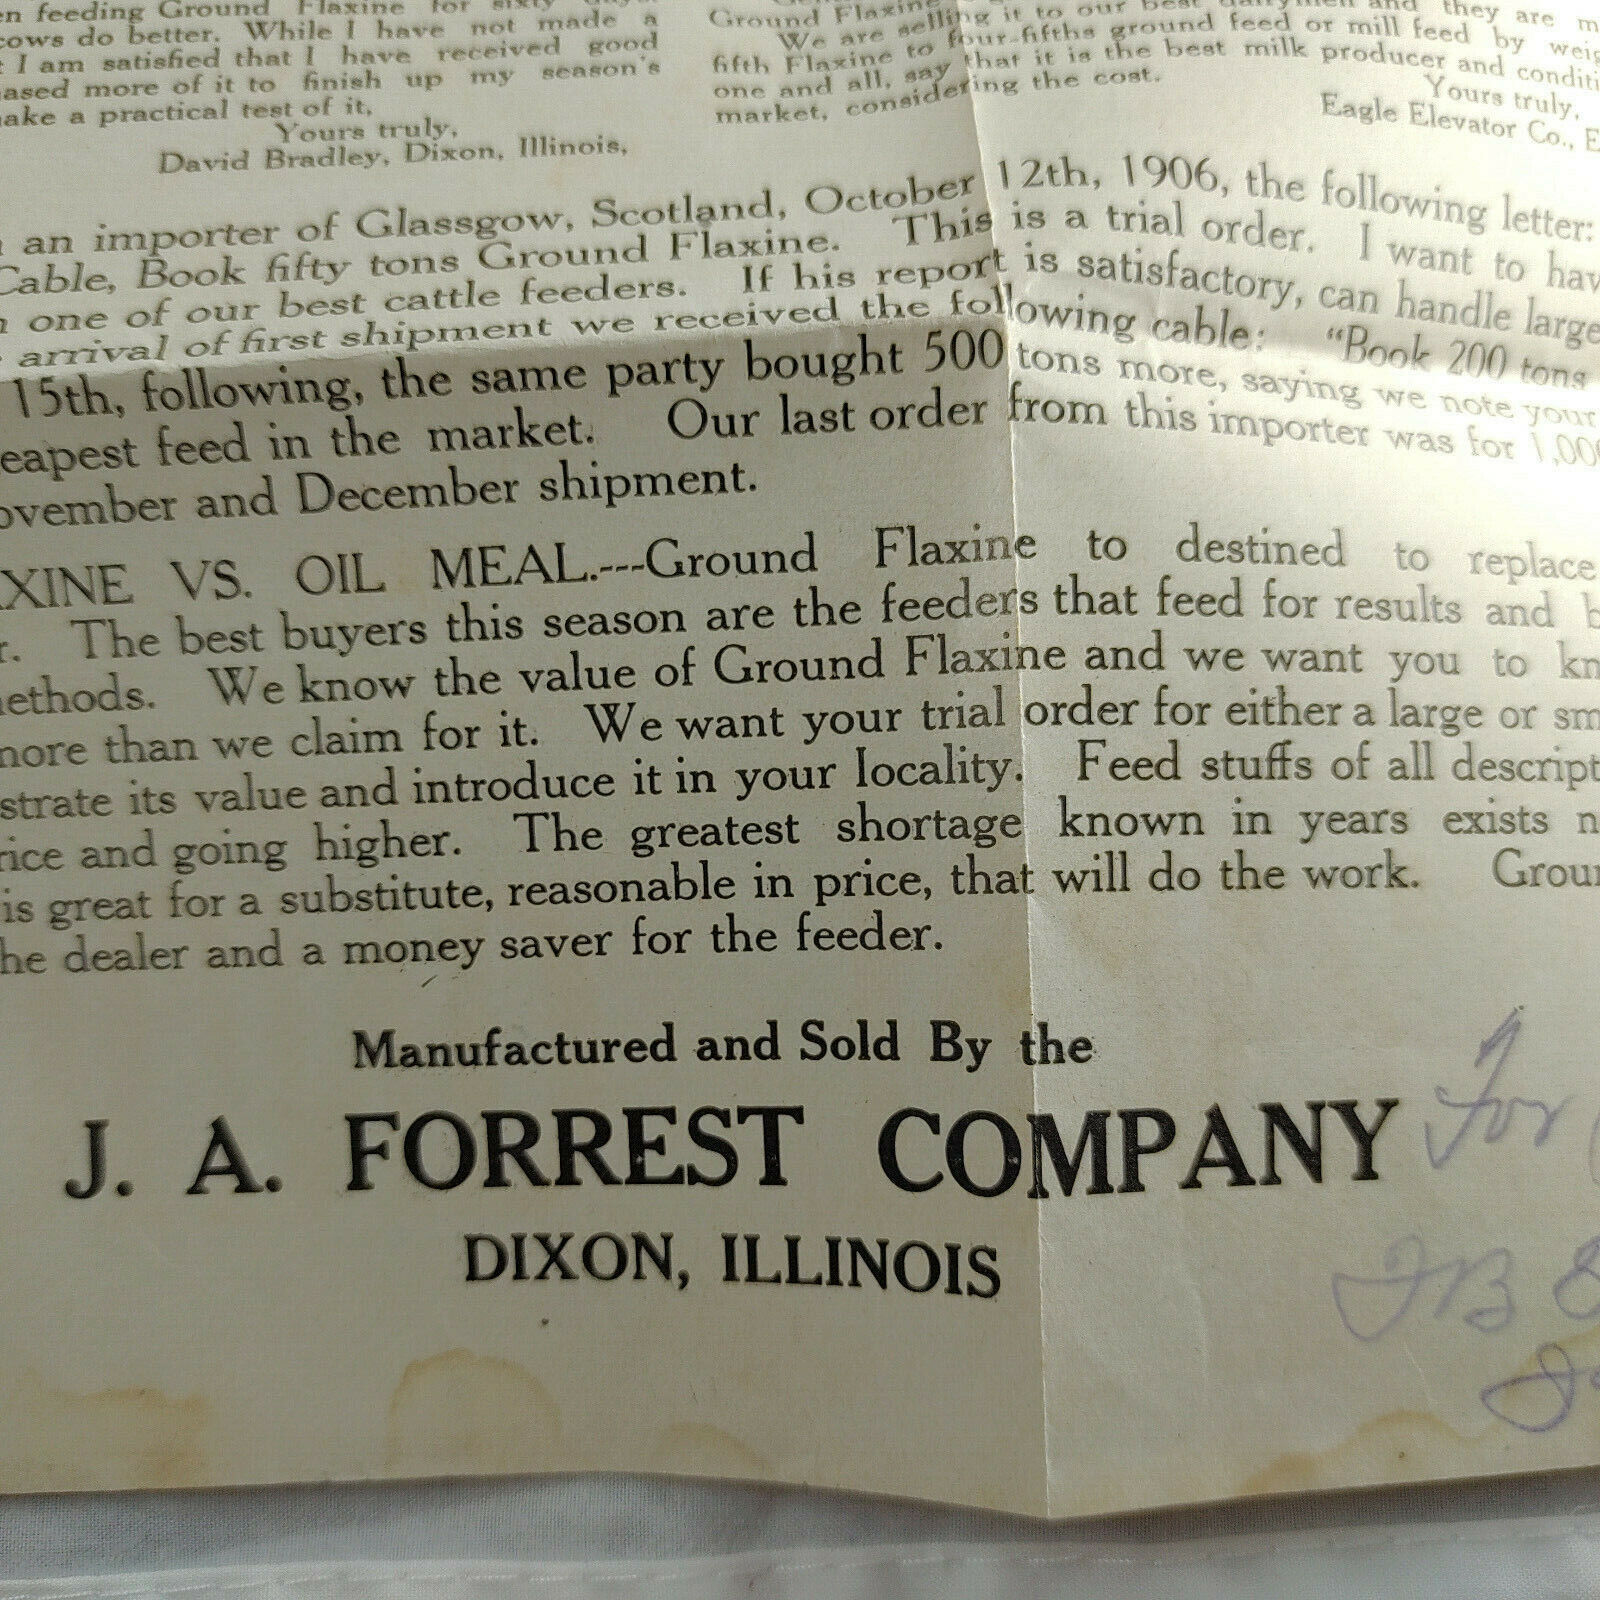 en feeding Ground Flaxine for sixty days.
cows do better. While I have not made a
t I am satisfied that I have received good
ased more of it to finish up my season's
ake a practical test of it,
Yours truly,
David Bradley, Dixon, Illinois,
Ground Flaxine
We are selling it to our best dairymen and they are
fifth Flaxine to four-fifths ground feed or mill feed by
one and all, say that it is the best milk producer and
market, considering the cost.
Yours truly,
Eagle Elevator Co., E
an importer of Glassgow, Scotland, October 12th, 1906, the following letter:
Cable, Book fifty tons Ground Flaxine. This is a trial order. I want to hav
one of our best cattle feeders. If his report is satisfactory, can handle large
arrival of first shipment we received the following cable: "Book 200 tons
15th, following, the same party bought 500 tons more, saying we note your
eapest feed in the market. Our last order from this importer was for 1,00
ovember and December shipment.
XINE VS. OIL MEAL.---Ground Flaxine to destined to replace
r. The best buyers this season are the feeders that feed for results and b
ethods. We know the value of Ground Flaxine and we want you to kn
more than we claim for it. We want your trial order for either a large or sm
strate its value and introduce it in your locality. Feed stuffs of all descript
rice and going higher. The greatest shortage known in years exists n
is great for a substitute, reasonable in price, that will do the work. Groun
he dealer and a money saver for the feeder.
Manufactured and Sold By the
J. A. FORREST COMPANY
DIXON, ILLINOIS
For